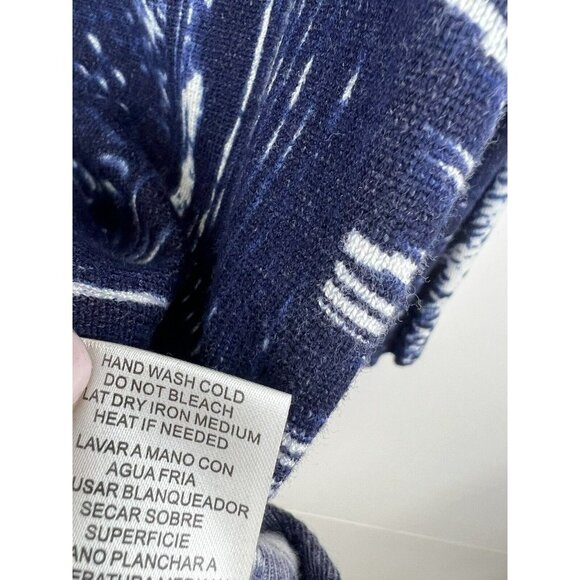 HAND WASH COLD
DO NOT BLEACH
LAT DRY IRON MEDIUM
HEAT IF NEEDED
LAVAR A MANO CON
AGUA FRIA
USAR BLANQUEADOR
SECAR SOBRE
SUPERFICIE
ANO PLANCHAR A